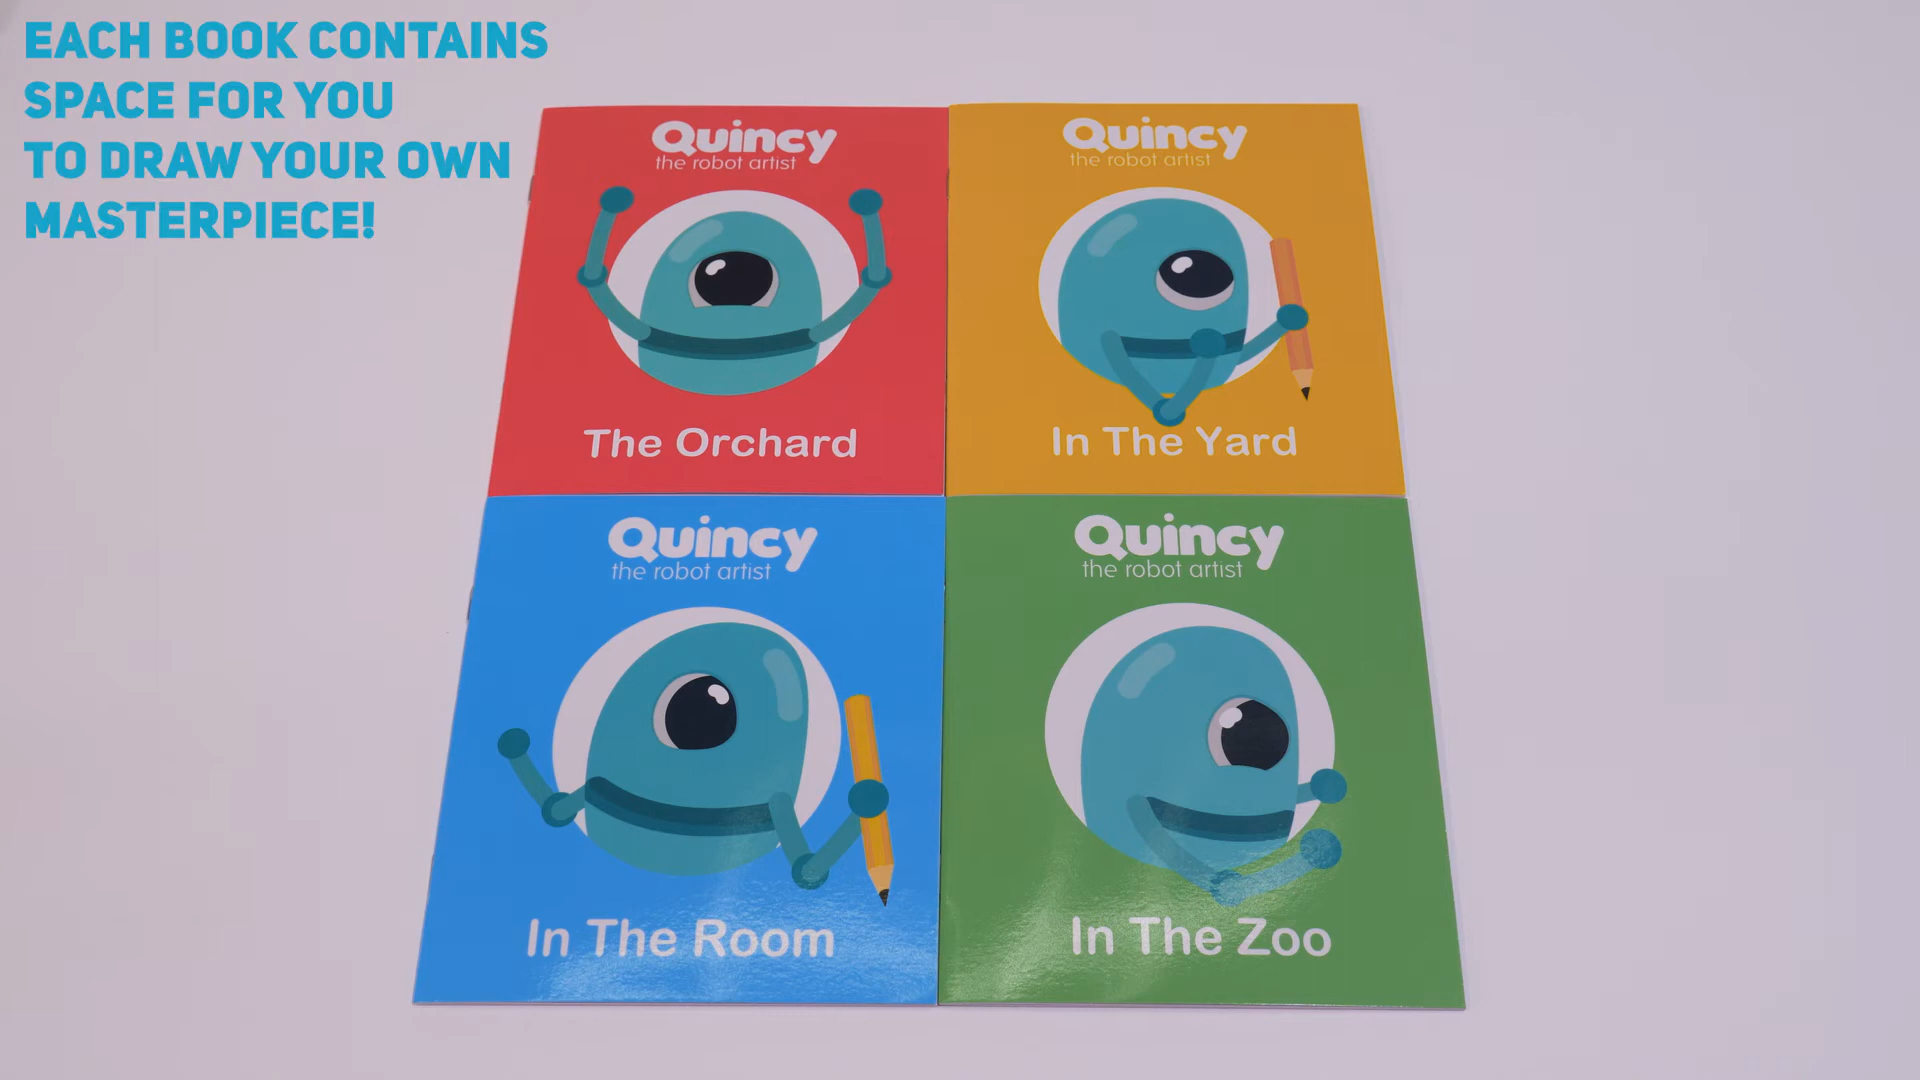 EACH BOOK CONTAINS
SPACE FOR YOU
TO DRAW YOUR OWN
MASTERPIECE!
Quincy
the robot artist
The Orchard
Quincy
the robot artist
In The Yard
Quincy
the robot artist
In The Room
Quincy
the robot artist
In The Zoo